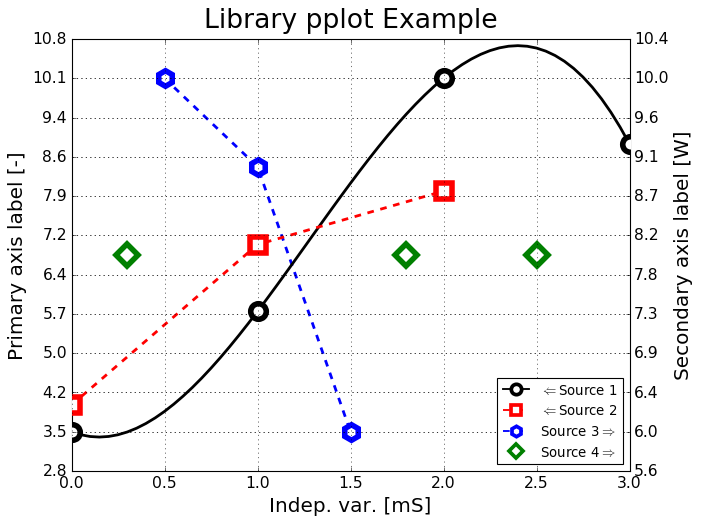 Library pplot Example
10.8
10.1
9.4
8.6
7.9
7.2
6.4
5.7
5.0
4.2
3.5
2.8
Primary axis label [-]
10.4
10.0
9.6
9.1
8.7
8.2
7.8
7.3
6.9
6.4
6.0
5.6
Secondary axis label [W]
⇐Source 1
⇐Source 2
Source 3⇒
Source 4⇒
0.0 0.5 1.0 1.5 2.0 2.5 3.0
Indep. var. [mS]